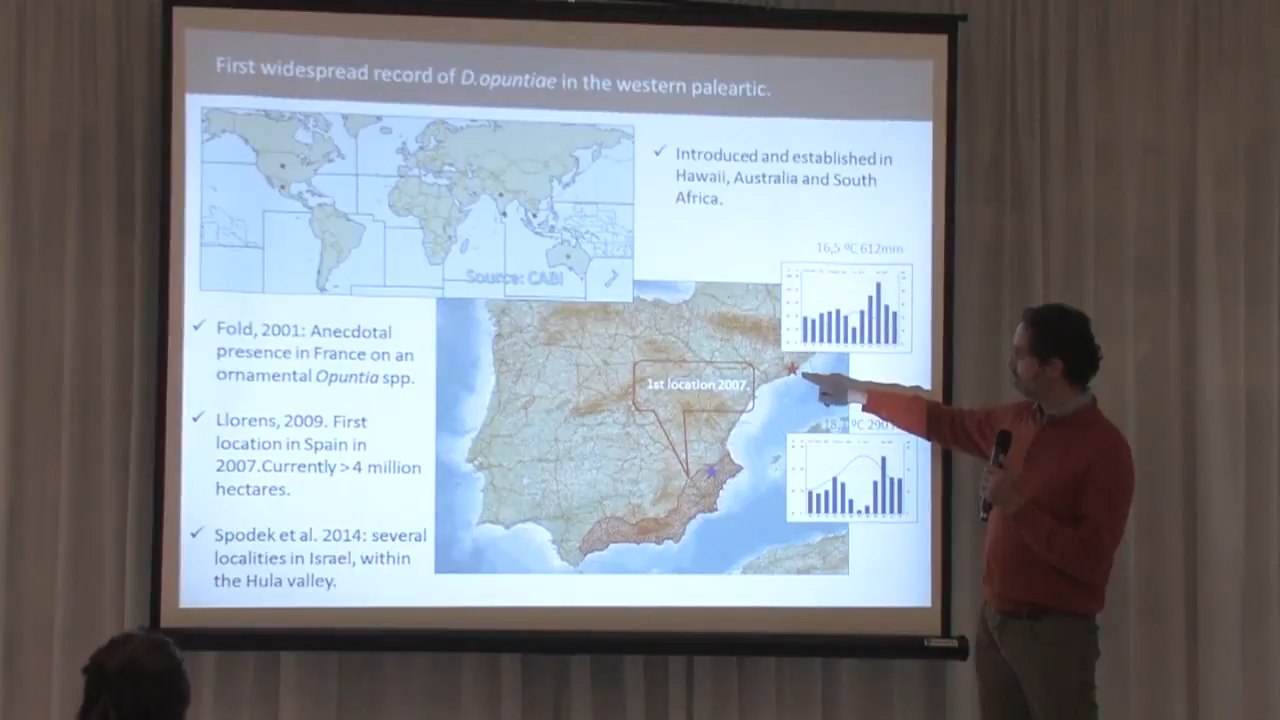 First widespread record of D.opuntiae in the western paleartic.
Introduced and established in
Hawaii, Australia and South
Africa.
Source: CABI
16,5 ºC 612mm
Fold, 2001: Anecdotal
presence in France on an
ornamental Opuntia spp.
1st location 2007.
Llorens, 2009. First
location in Spain in
2007.Currently > 4 million
hectares.
Spodek et al. 2014: several
localities in Israel, within
the Hula valley.